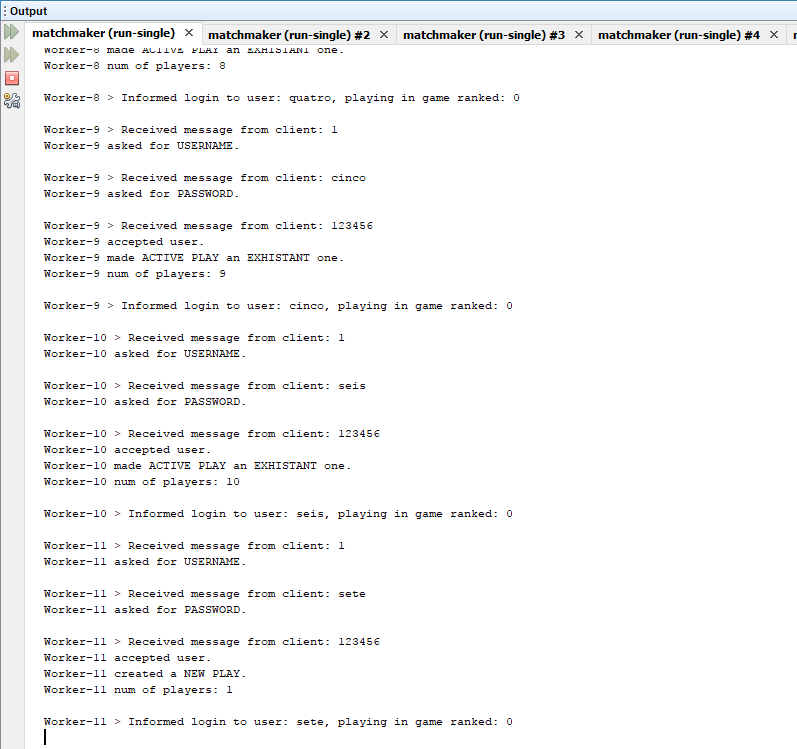 Output
matchmaker (run-single) × matchmaker (run-single) #2 × matchmaker (run-single) #3 × matchmaker (run-single) #4 ×
Worker-8 made ACTIVE PLAY an EXHISTANT one.
Worker-8 num of players: 8
Worker-8 > Informed login to user: quatro, playing in game ranked: 0
Worker-9 > Received message from client: 1
Worker-9 asked for USERNAME.
Worker-9 > Received message from client: cinco
Worker-9 asked for PASSWORD.
Worker-9 > Received message from client: 123456
Worker-9 accepted user.
Worker-9 made ACTIVE PLAY an EXHISTANT one.
Worker-9 num of players: 9
Worker-9 > Informed login to user: cinco, playing in game ranked: 0
Worker-10 > Received message from client: 1
Worker-10 asked for USERNAME.
Worker-10 > Received message from client: seis
Worker-10 asked for PASSWORD.
Worker-10 > Received message from client: 123456
Worker-10 accepted user.
Worker-10 made ACTIVE PLAY an EXHISTANT one.
Worker-10 num of players: 10
Worker-10 > Informed login to user: seis, playing in game ranked: 0
Worker-11 > Received message from client: 1
Worker-11 asked for USERNAME.
Worker-11 > Received message from client: sete
Worker-11 asked for PASSWORD.
Worker-11 > Received message from client: 123456
Worker-11 accepted user.
Worker-11 created a NEW PLAY.
Worker-11 num of players: 1
Worker-11 > Informed login to user: sete, playing in game ranked: 0